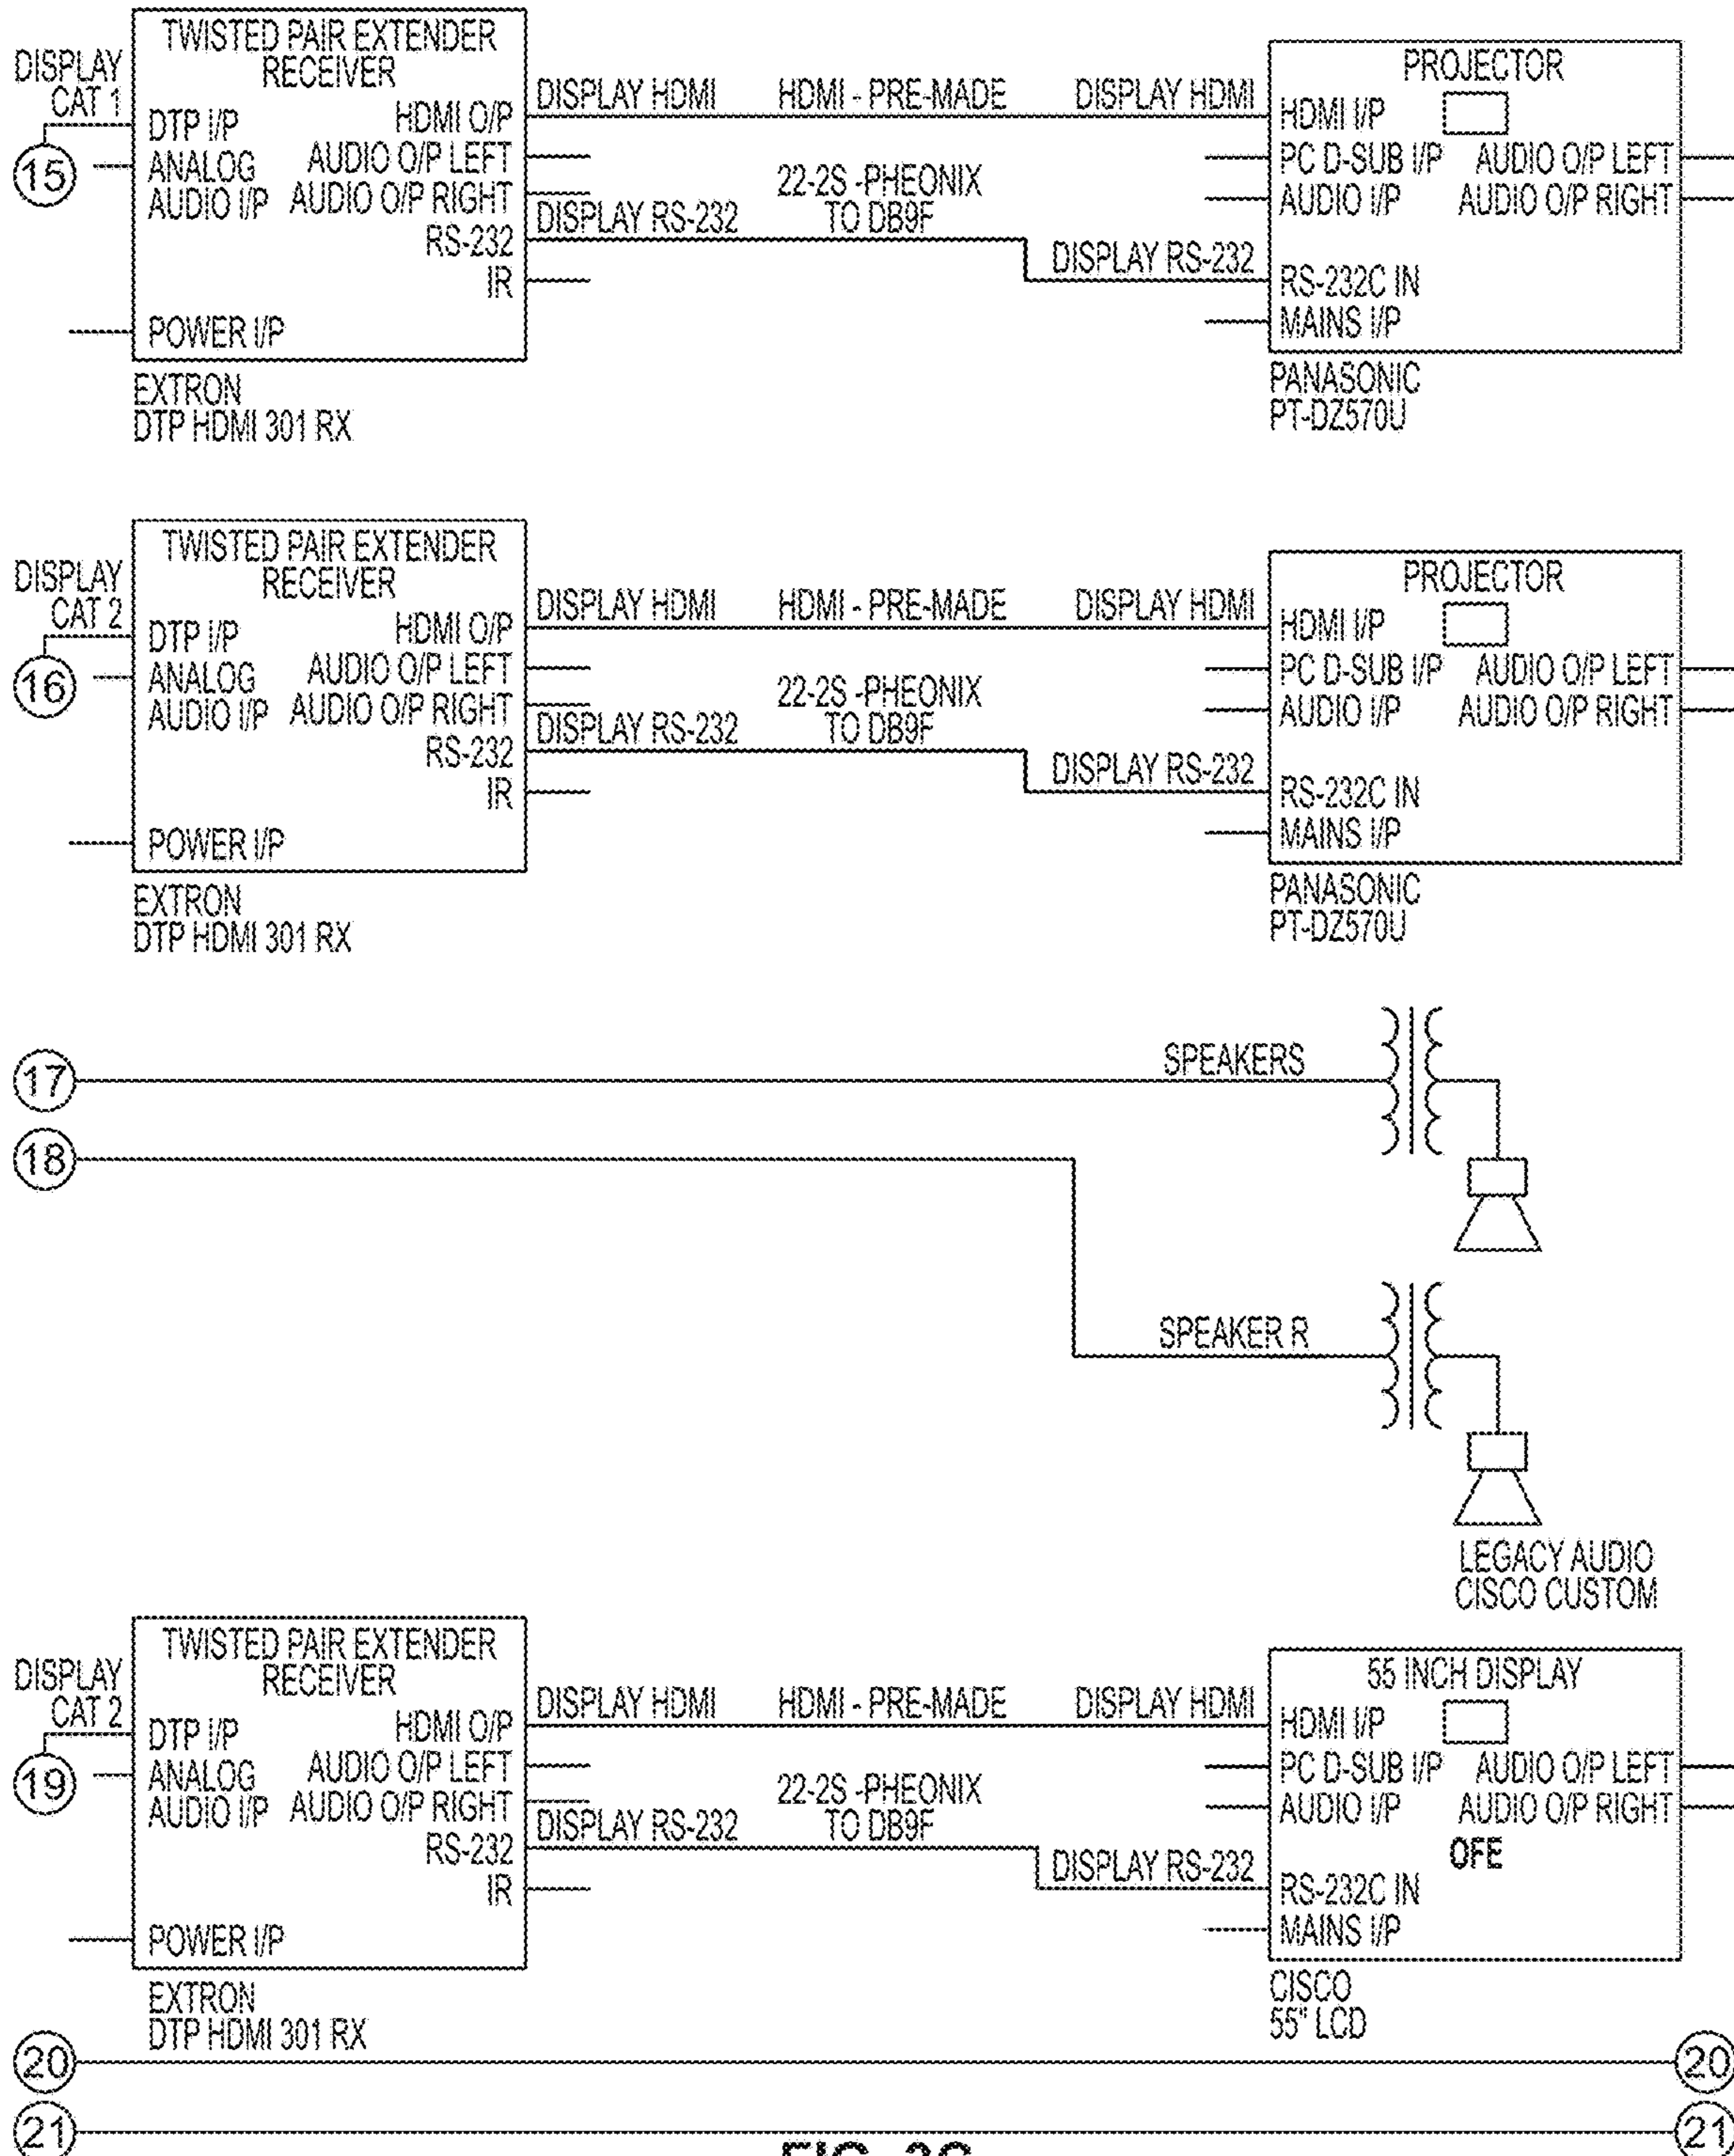 TWISTED PAIR EXTENDER
RECEIVER
DISPLAY
CAT 1
15
DTP I/P
ANALOG
AUDIO I/P
HDMI O/P
AUDIO O/P LEFT
AUDIO O/P RIGHT
RS-232
IR
POWER I/P
EXTRON
DTP HDMI 301 RX
DISPLAY HDMI HDMI - PRE-MADE DISPLAY HDMI
22-2S -PHEONIX
DISPLAY RS-232 TO DB9F
DISPLAY RS-232
PROJECTOR
HDMI I/P
PC D-SUB I/P AUDIO O/P LEFT
AUDIO I/P AUDIO O/P RIGHT
RS-232C IN
MAINS I/P
PANASONIC
PT-DZ570U
TWISTED PAIR EXTENDER
RECEIVER
DISPLAY
CAT 2
16
DTP I/P
ANALOG
AUDIO I/P
HDMI O/P
AUDIO O/P LEFT
AUDIO O/P RIGHT
RS-232
IR
POWER I/P
EXTRON
DTP HDMI 301 RX
DISPLAY HDMI HDMI - PRE-MADE DISPLAY HDMI
22-2S -PHEONIX
DISPLAY RS-232 TO DB9F
DISPLAY RS-232
PROJECTOR
HDMI I/P
PC D-SUB I/P AUDIO O/P LEFT
AUDIO I/P AUDIO O/P RIGHT
RS-232C IN
MAINS I/P
PANASONIC
PT-DZ570U
17
SPEAKERS
18
SPEAKER R
LEGACY AUDIO
CISCO CUSTOM
TWISTED PAIR EXTENDER
RECEIVER
DISPLAY
CAT 2
19
DTP I/P
ANALOG
AUDIO I/P
HDMI O/P
AUDIO O/P LEFT
AUDIO O/P RIGHT
RS-232
IR
POWER I/P
EXTRON
DTP HDMI 301 RX
DISPLAY HDMI HDMI - PRE-MADE DISPLAY HDMI
22-2S -PHEONIX
DISPLAY RS-232 TO DB9F
DISPLAY RS-232
55 INCH DISPLAY
HDMI I/P
PC D-SUB I/P AUDIO O/P LEFT
AUDIO I/P AUDIO O/P RIGHT
OFE
RS-232C IN
MAINS I/P
CISCO
55" LCD
20 20
21 21